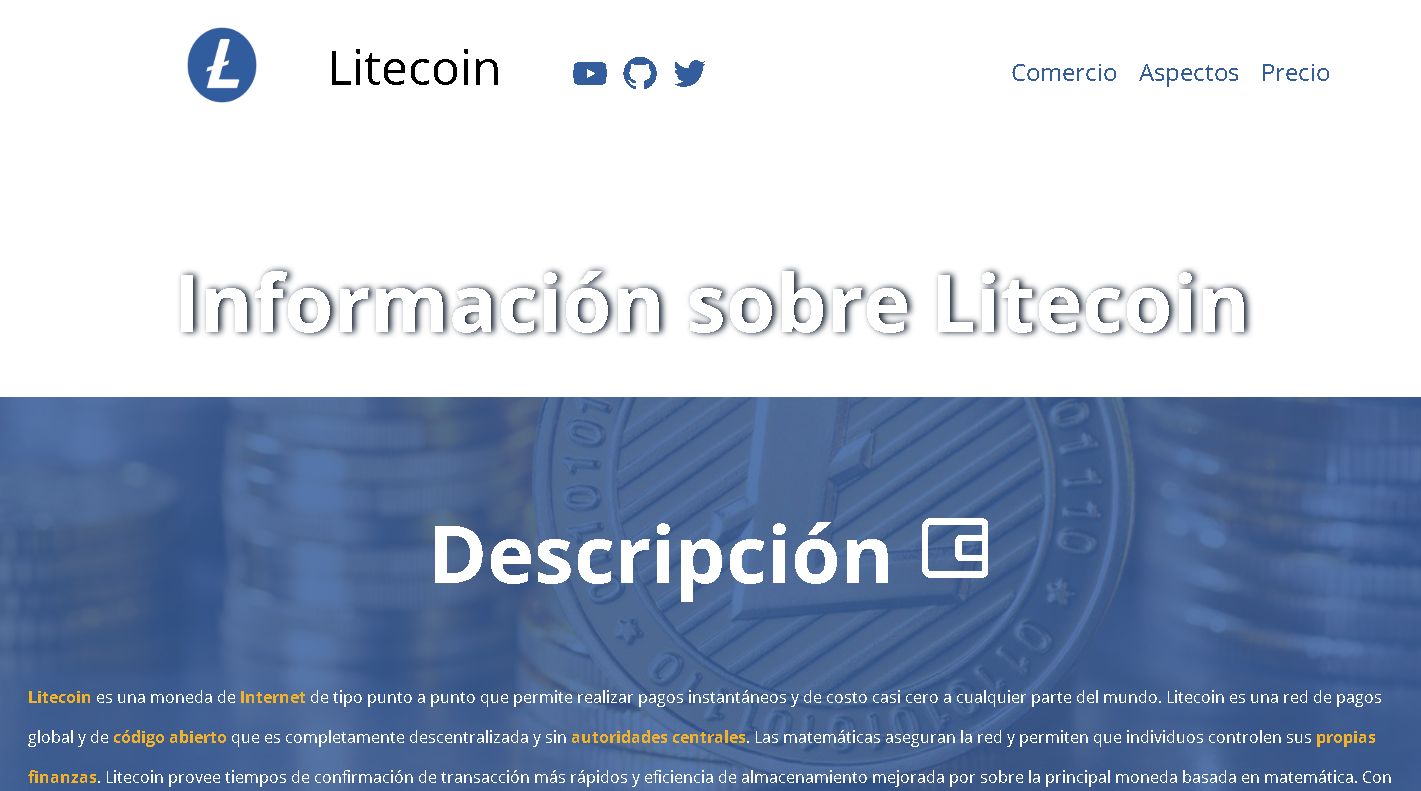 Litecoin
Comercio Aspectos Precio
Información sobre Litecoin
Descripción
Litecoin es una moneda de Internet de tipo punto a punto que permite realizar pagos instantáneos y de costo casi cero a cualquier parte del mundo. Litecoin es una red de pagos
global y de código abierto que es completamente descentralizada y sin autoridades centrales. Las matemáticas aseguran la red y permiten que individuos controlen sus propias
finanzas. Litecoin provee tiempos de confirmación de transacción más rápidos y eficiencia de almacenamiento mejorada por sobre la principal moneda basada en matemática. Con